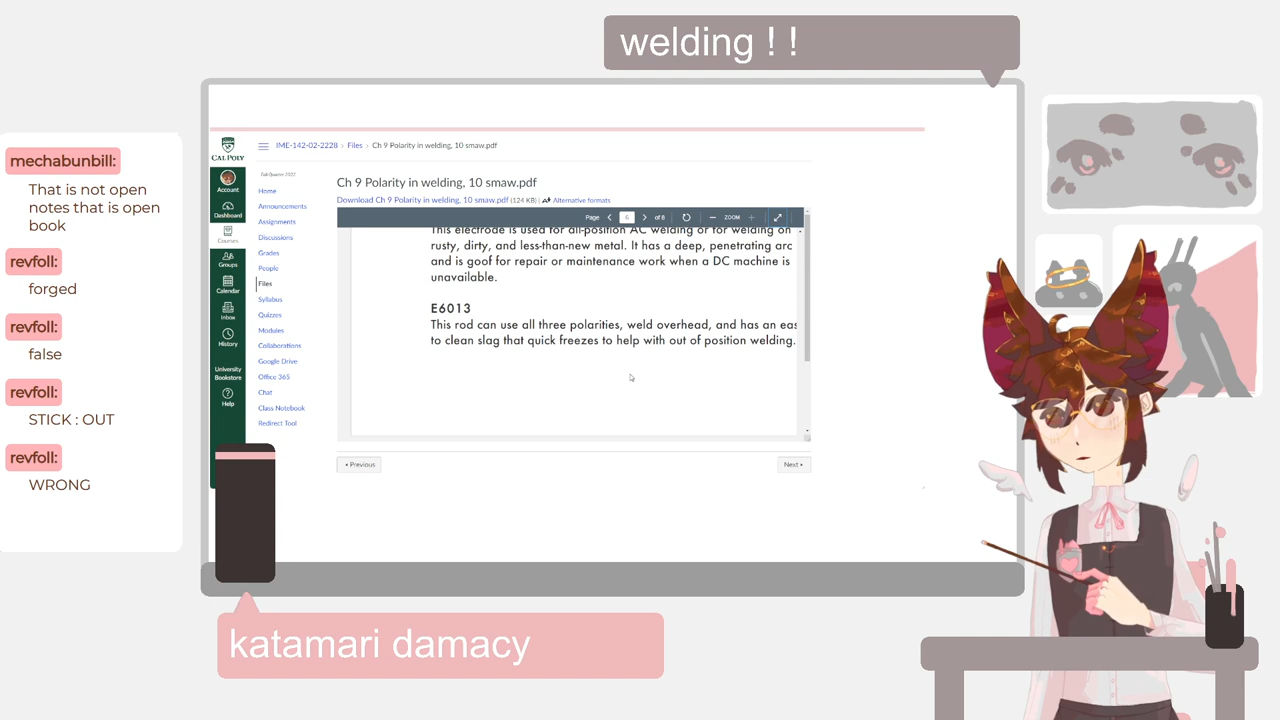 welding ! !
mechabunbill:
That is not open
notes that is open
book
revfoll:
forged
revfoll:
false
revfoll:
STICK : OUT
revfoll:
WRONG
CAL POLY
Account
Dashboard
Courses
Groups
Calendar
Inbox
History
University
Bookstore
Help
IME-142-02-2228 › Files › Ch 9 Polarity in welding, 10 smaw.pdf
Fall Quarter 2022
Home
Announcements
Assignments
Discussions
Grades
People
Files
Syllabus
Quizzes
Modules
Collaborations
Google Drive
Office 365
Chat
Class Notebook
Redirect Tool
Ch 9 Polarity in welding, 10 smaw.pdf
Download Ch 9 Polarity in welding, 10 smaw.pdf (124 KB) Alternative formats
Page 6 of 8 ZOOM
This electrode is used for all-position AC welding or for welding on
rusty, dirty, and less-than-new metal. It has a deep, penetrating arc
and is goof for repair or maintenance work when a DC machine is
unavailable.
E6013
This rod can use all three polarities, weld overhead, and has an eas
to clean slag that quick freezes to help with out of position welding.
◂ Previous
Next ▸
katamari damacy